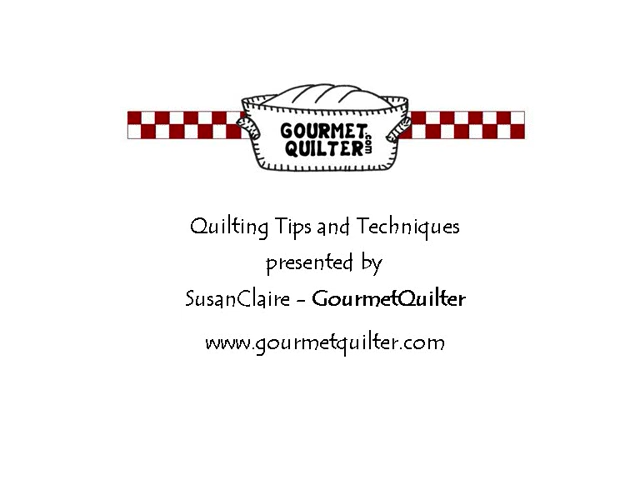 GOURMET
QUILTER.com
Quilting Tips and Techniques
presented by
SusanClaire - GourmetQuilter
www.gourmetquilter.com